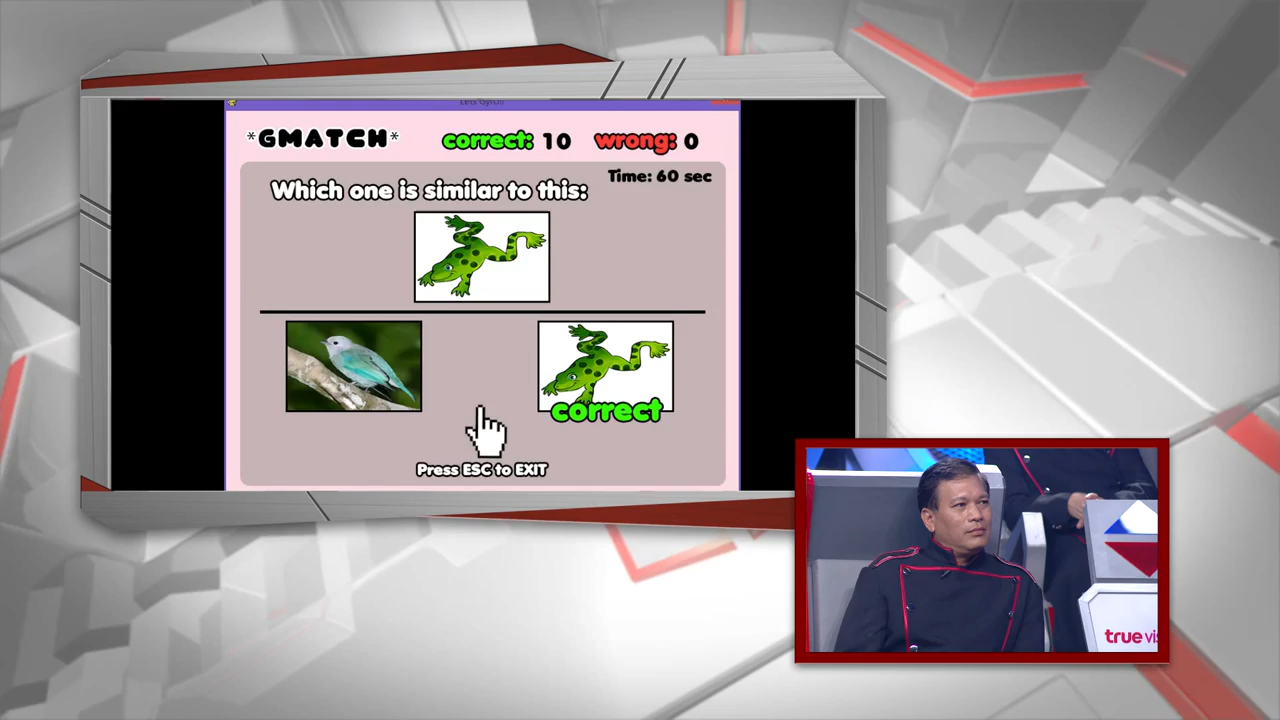 *GMATCH*
correct: 10 wrong: 0
Time: 60 sec
Which one is similar to this:
correct
Press ESC to EXIT
true vis